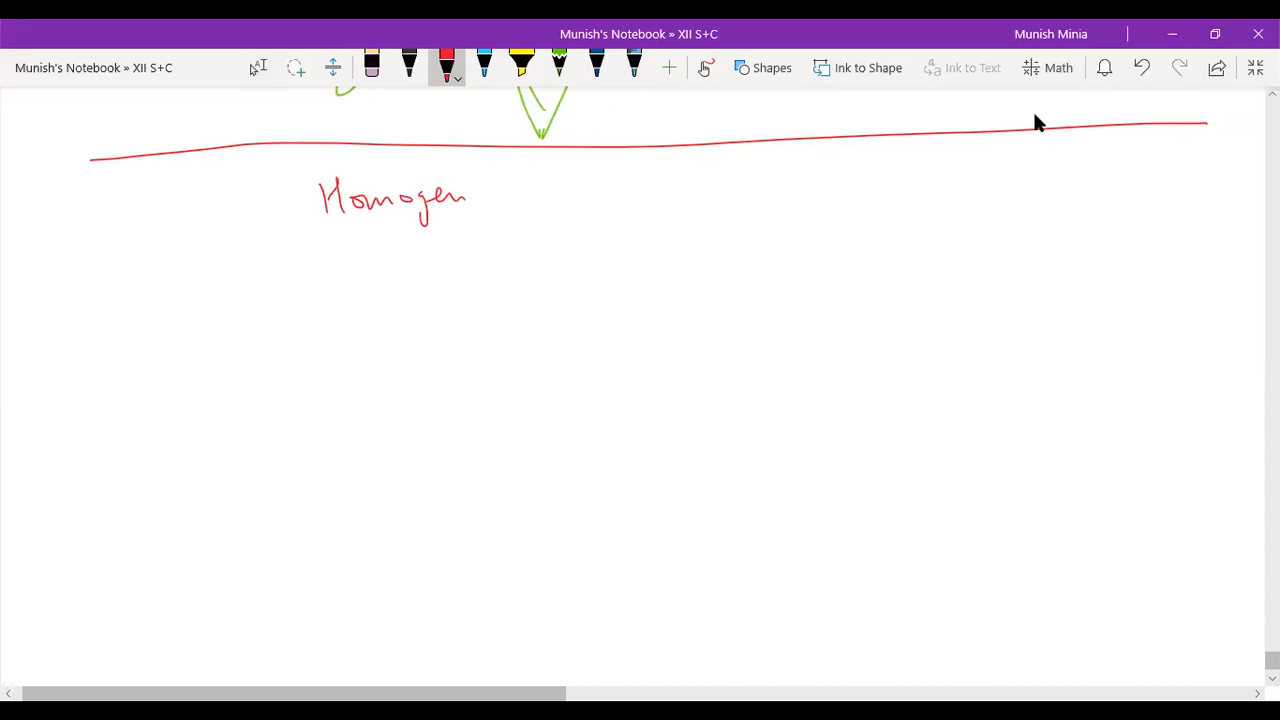 Munish's Notebook » XII S+C
Munish Minia
Munish's Notebook » XII S+C
Shapes
Ink to Shape
Ink to Text
Math
Homogen